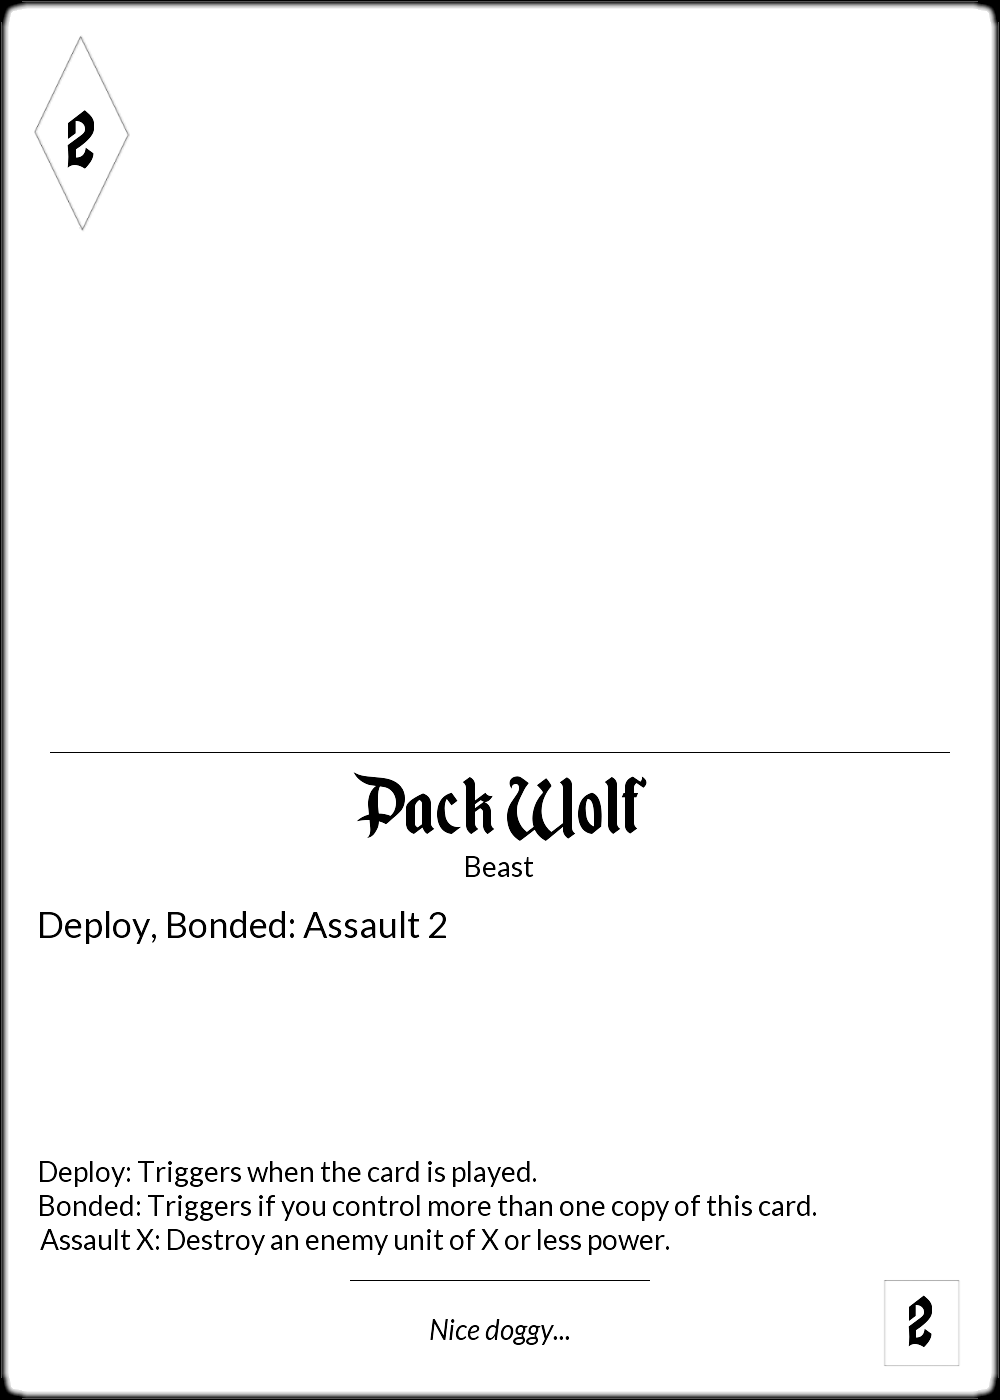 2
Pack Wolf
Beast
Deploy, Bonded: Assault 2
Deploy: Triggers when the card is played.
Bonded: Triggers if you control more than one copy of this card.
Assault X: Destroy an enemy unit of X or less power.
Nice doggy...
2